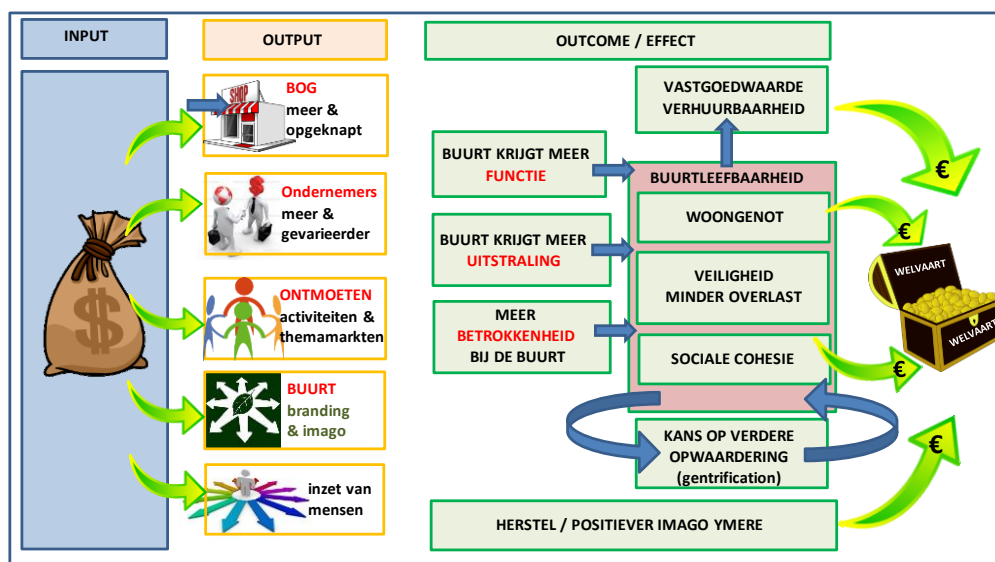 INPUT
OUTPUT
OUTCOME / EFFECT
$
SHOP
BOG
meer &
opgeknapt
$
Ondernemers
meer &
gevarieerder
ONTMOETEN
activiteiten &
themamarkten
BUURT
branding
& imago
inzet van
mensen
BUURT KRIJGT MEER
FUNCTIE
BUURT KRIJGT MEER
UITSTRALING
MEER
BETROKKENHEID
BIJ DE BUURT
VASTGOEDWAARDE
VERHUURBAARHEID
BUURTLEEFBAARHEID
WOONGENOT
VEILIGHEID
MINDER OVERLAST
SOCIALE COHESIE
KANS OP VERDERE
OPWAARDERING
(gentrification)
HERSTEL / POSITIEVER IMAGO YMERE
€
€
WELVAART
WELVAART
€
€